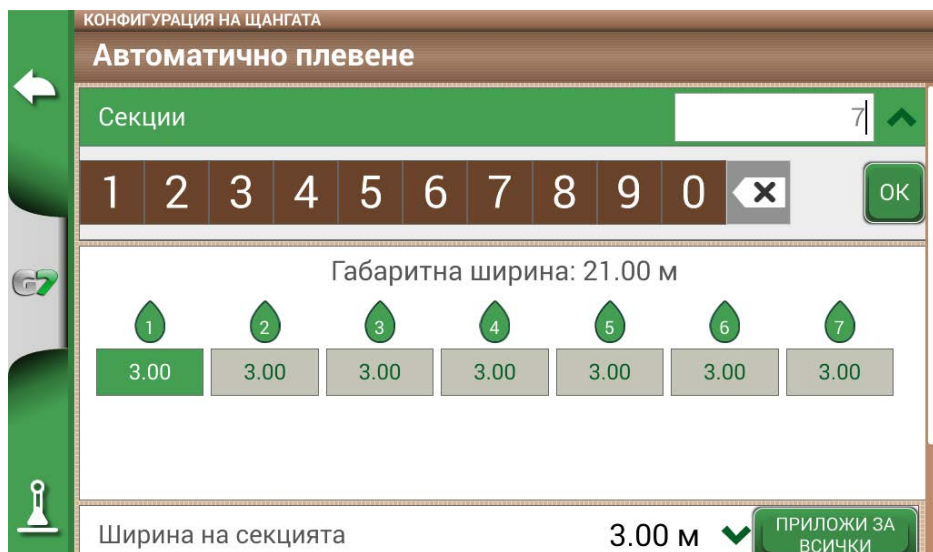 КОНФИГУРАЦИЯ НА ЩАНГАТА
Автоматично плевене
Секции 7
1 2 3 4 5 6 7 8 9 0 ОК
G7
Габаритна ширина: 21.00 м
1 2 3 4 5 6 7
3.00 3.00 3.00 3.00 3.00 3.00 3.00
Ширина на секцията 3.00 м ПРИЛОЖИ ЗА
ВСИЧКИ